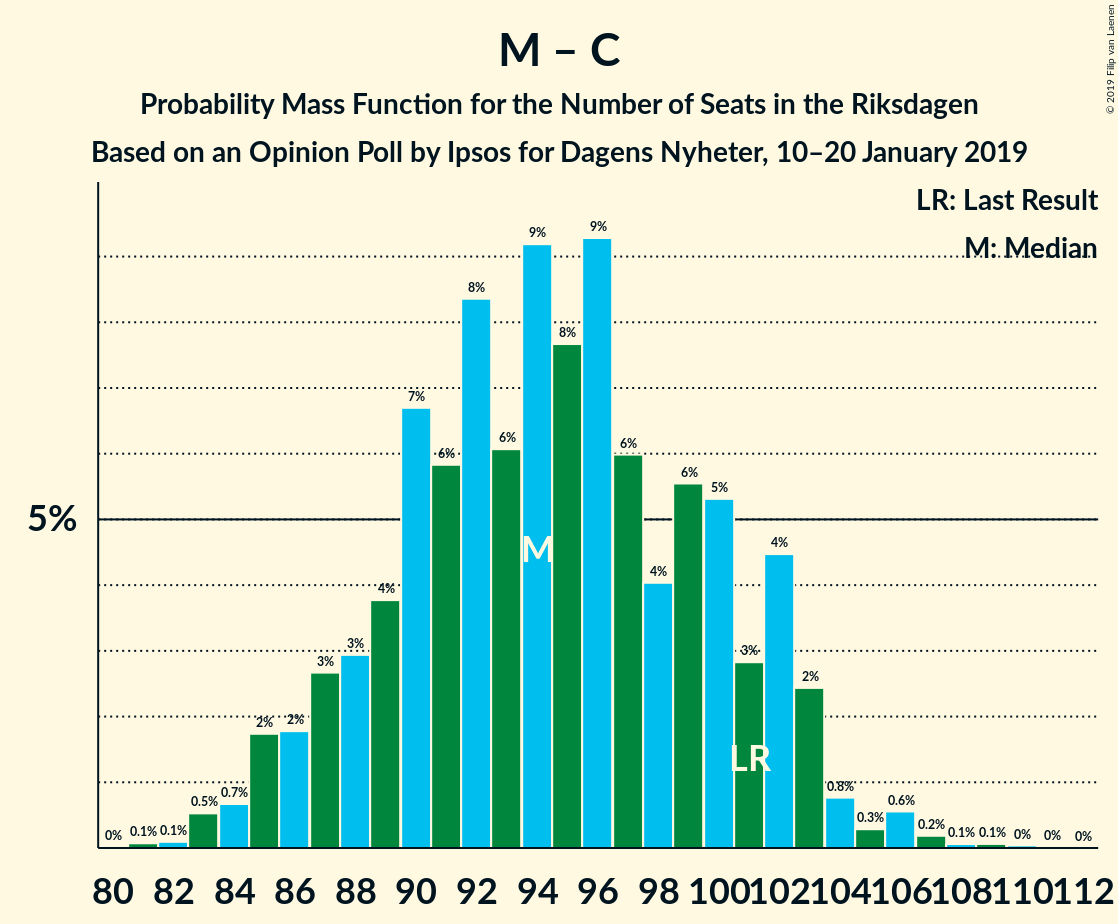 M – C
Probability Mass Function for the Number of Seats in the Riksdagen
Based on an Opinion Poll by Ipsos for Dagens Nyheter, 10–20 January 2019
© 2019 Filip van Laenen
LR: Last Result
M: Median
5%
0% 0.1% 0.1% 0.5% 0.7% 2% 2% 3% 3% 4% 7% 6% 8% 6% 9% 8% 9% 6% 4% 6% 5% 3% 4% 2% 0.8% 0.3% 0.6% 0.2% 0.1% 0.1% 0% 0% 0%
M
LR
80 82 84 86 88 90 92 94 96 98 100 102 104 106 108 110 112